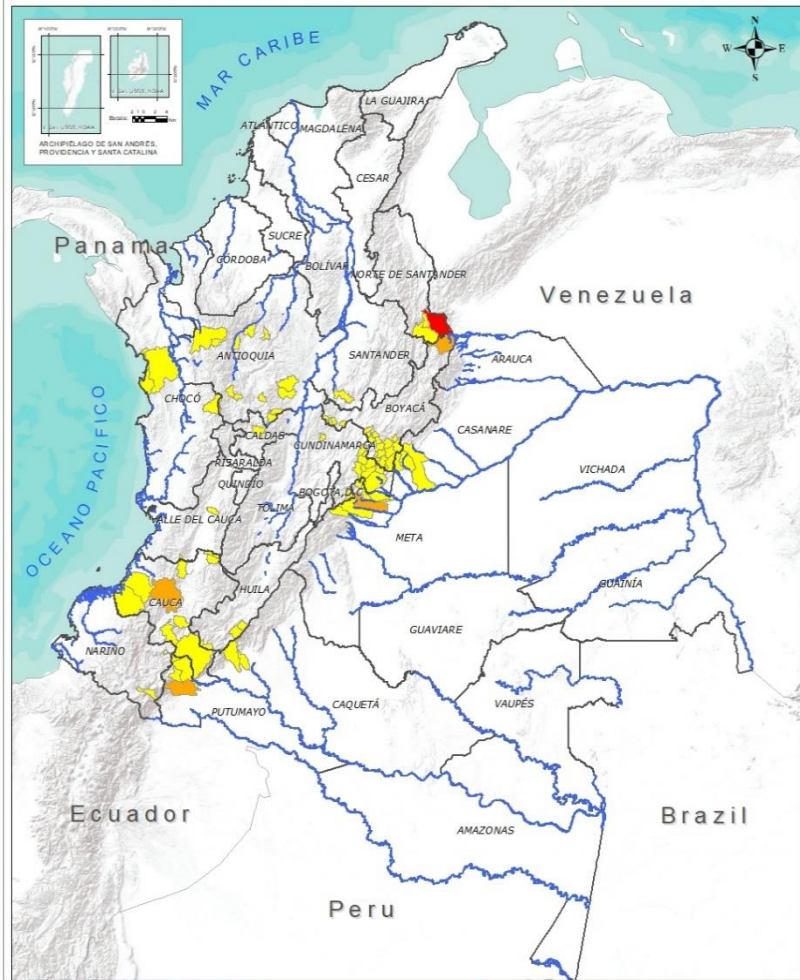 ARCHIPIÉLAGO DE SAN ANDRÉS,
PROVIDENCIA Y SANTA CATALINA
N
W
E
S
MAR CARIBE
LA GUAJIRA
ATLÁNTICO
MAGDALENA
CESAR
SUCRE
Panama
CÓRDOBA
BOLÍVAR
NORTE DE SANTANDER
Venezuela
ANTIOQUIA
SANTANDER
ARAUCA
CHOCÓ
BOYACÁ
OCEANO PACIFICO
CASANARE
CALDAS
CUNDINAMARCA
RISARALDA
VICHADA
QUINDÍO
BOGOTÁ, D.C.
TOLIMA
VALLE DEL CAUCA
META
HUILA
GUAINÍA
CAUCA
GUAVIARE
NARIÑO
CAQUETÁ
VAUPÉS
PUTUMAYO
Ecuador
Brazil
AMAZONAS
Peru